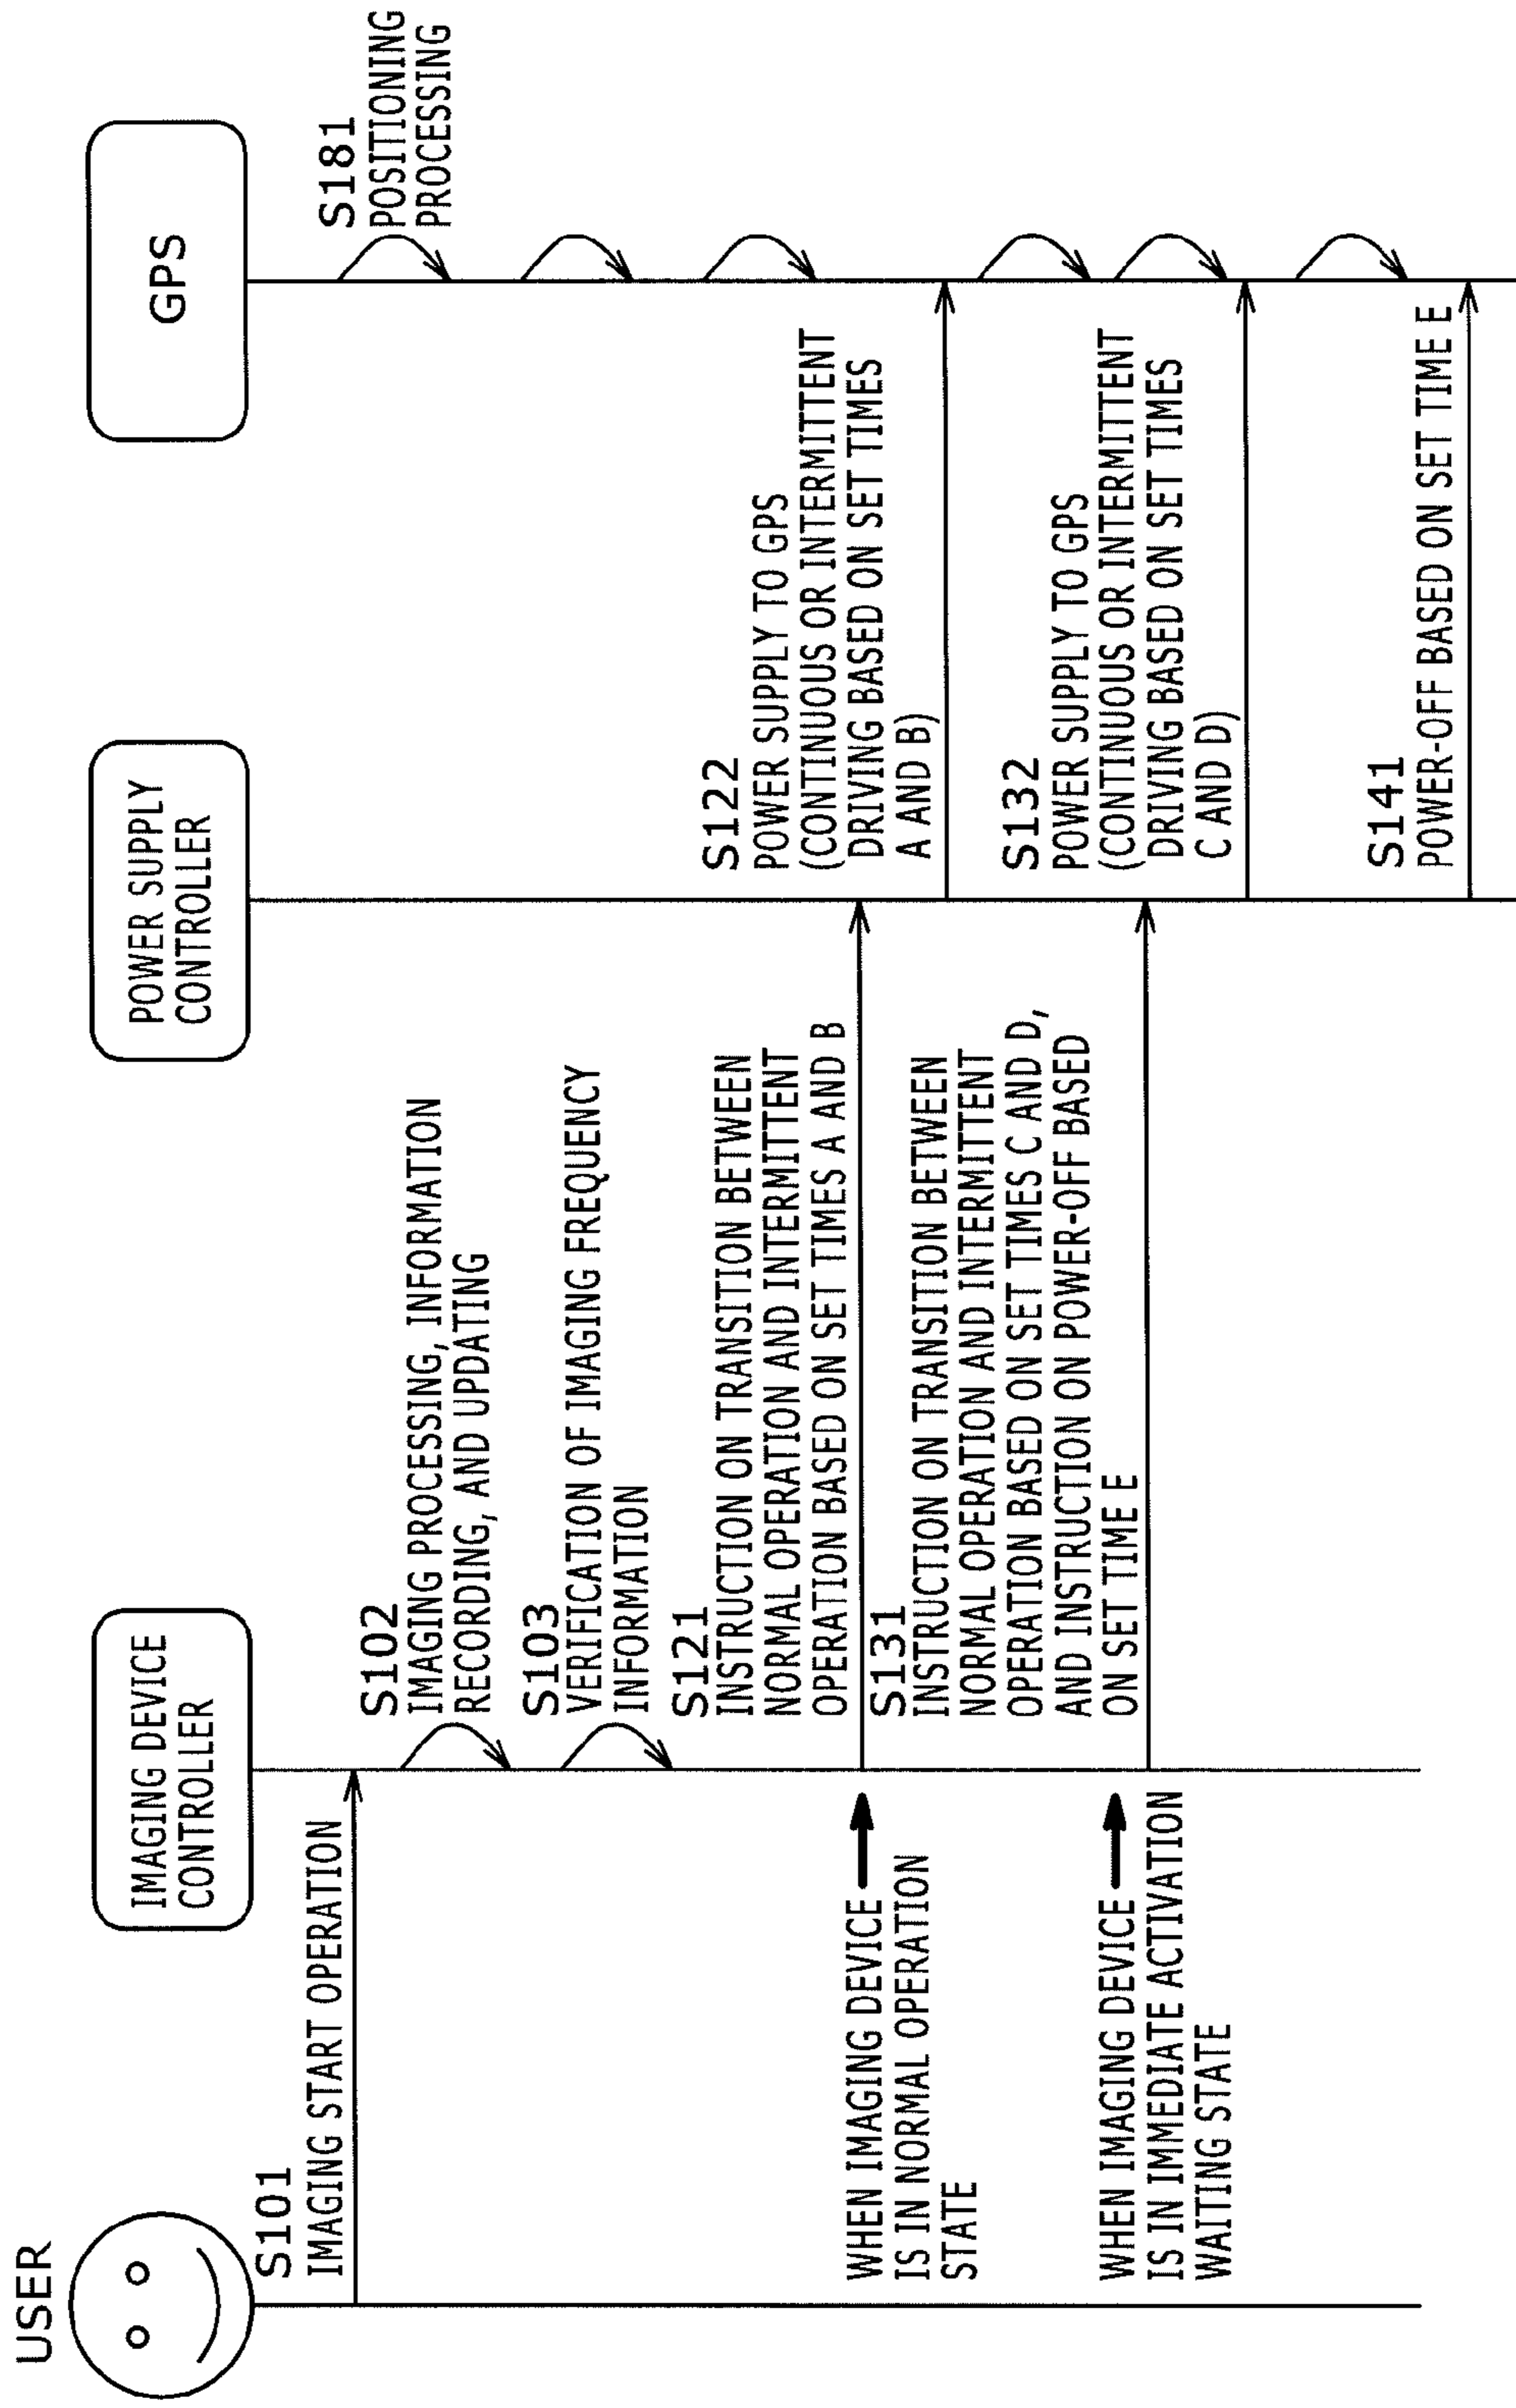 USER
IMAGING DEVICE
CONTROLLER
POWER SUPPLY
CONTROLLER
GPS
S101
IMAGING START OPERATION
S102
IMAGING PROCESSING, INFORMATION
RECORDING, AND UPDATING
S103
VERIFICATION OF IMAGING FREQUENCY
INFORMATION
S181
POSITIONING
PROCESSING
WHEN IMAGING DEVICE
IS IN NORMAL OPERATION
STATE
S121
INSTRUCTION ON TRANSITION BETWEEN
NORMAL OPERATION AND INTERMITTENT
OPERATION BASED ON SET TIMES A AND B
S122
POWER SUPPLY TO GPS
(CONTINUOUS OR INTERMITTENT
DRIVING BASED ON SET TIMES
A AND B)
WHEN IMAGING DEVICE
IS IN IMMEDIATE ACTIVATION
WAITING STATE
S131
INSTRUCTION ON TRANSITION BETWEEN
NORMAL OPERATION AND INTERMITTENT
OPERATION BASED ON SET TIMES C AND D,
AND INSTRUCTION ON POWER-OFF BASED
ON SET TIME E
S132
POWER SUPPLY TO GPS
(CONTINUOUS OR INTERMITTENT
DRIVING BASED ON SET TIMES
C AND D)
S141
POWER-OFF BASED ON SET TIME E